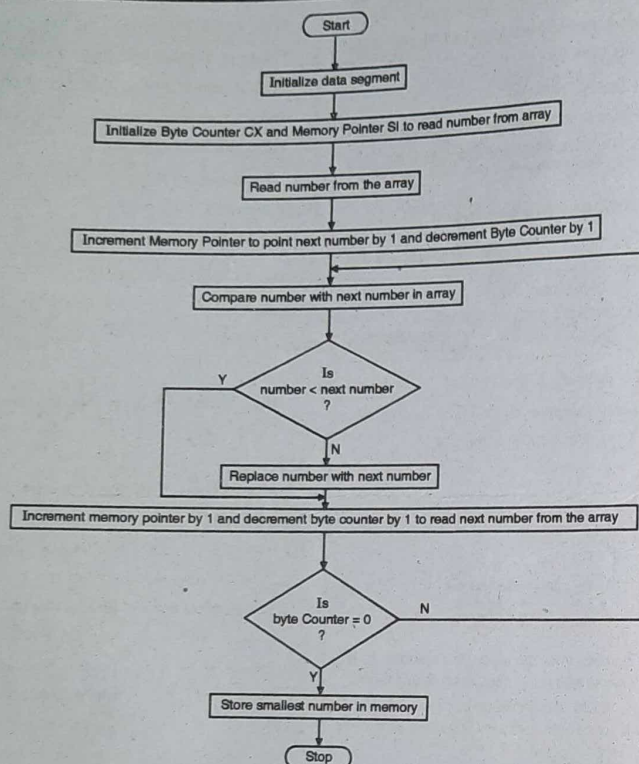 Start
Initialize data segment
Initialize Byte Counter CX and Memory Pointer SI to read number from array
Read number from the array
Increment Memory Pointer to point next number by 1 and decrement Byte Counter by 1
Compare number with next number in array
Is
number < next number
?
Y
N
Replace number with next number
Increment memory pointer by 1 and decrement byte counter by 1 to read next number from the array
Is
byte Counter = 0
?
N
Y
Store smallest number in memory
Stop